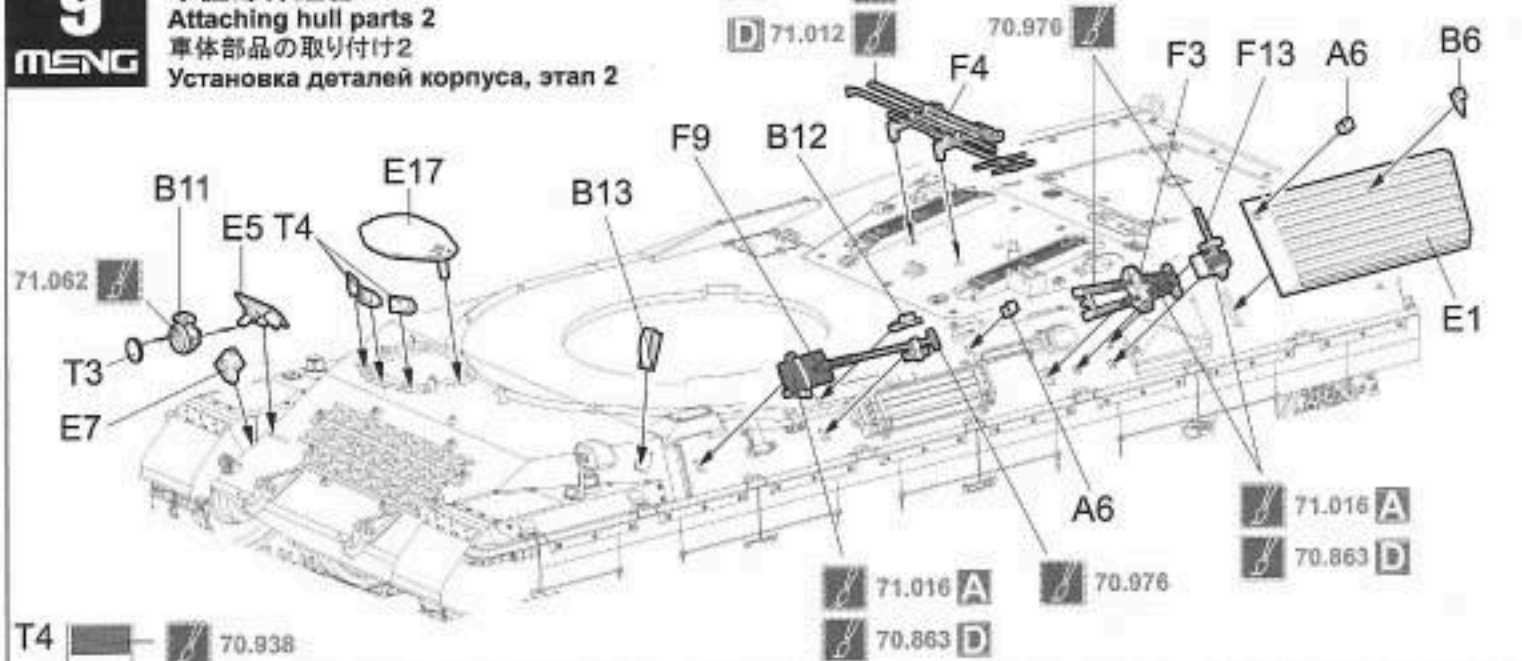 9
MENG
Attaching hull parts 2
車体部品の取り付け2
Установка деталей корпуса, этап 2
D 71.012
70.976
F4
F3
F13
A6
B6
F9
B12
E17
B13
B11
E5
T4
71.062
T3
E7
E1
A6
71.016 A
70.863 D
70.976
71.016 A
70.863 D
T4
70.938